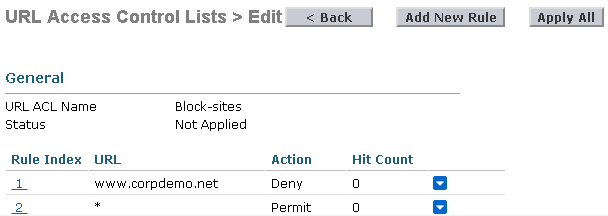 URL Access Control Lists > Edit < Back Add New Rule Apply All
General
URL ACL Name Block-sites
Status Not Applied
Rule Index URL Action Hit Count
1 www.corpdemo.net Deny 0
2 * Permit 0